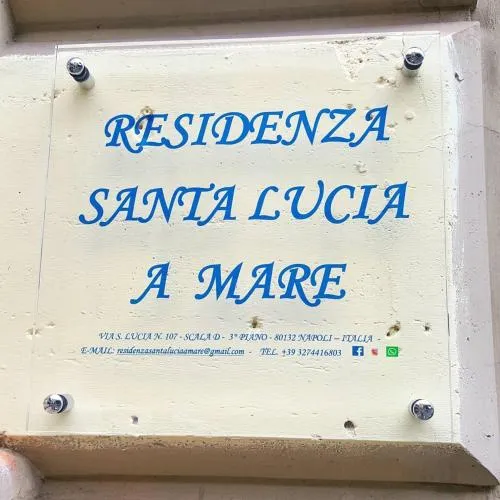 RESIDENZA
SANTA LUCIA
A MARE
VIA S. LUCIA N. 107 - SCALA D - 3° PIANO - 80132 NAPOLI – ITALIA -
E-MAIL: residenzasantaluciaamare@gmail.com - TEL. +39 3274416803